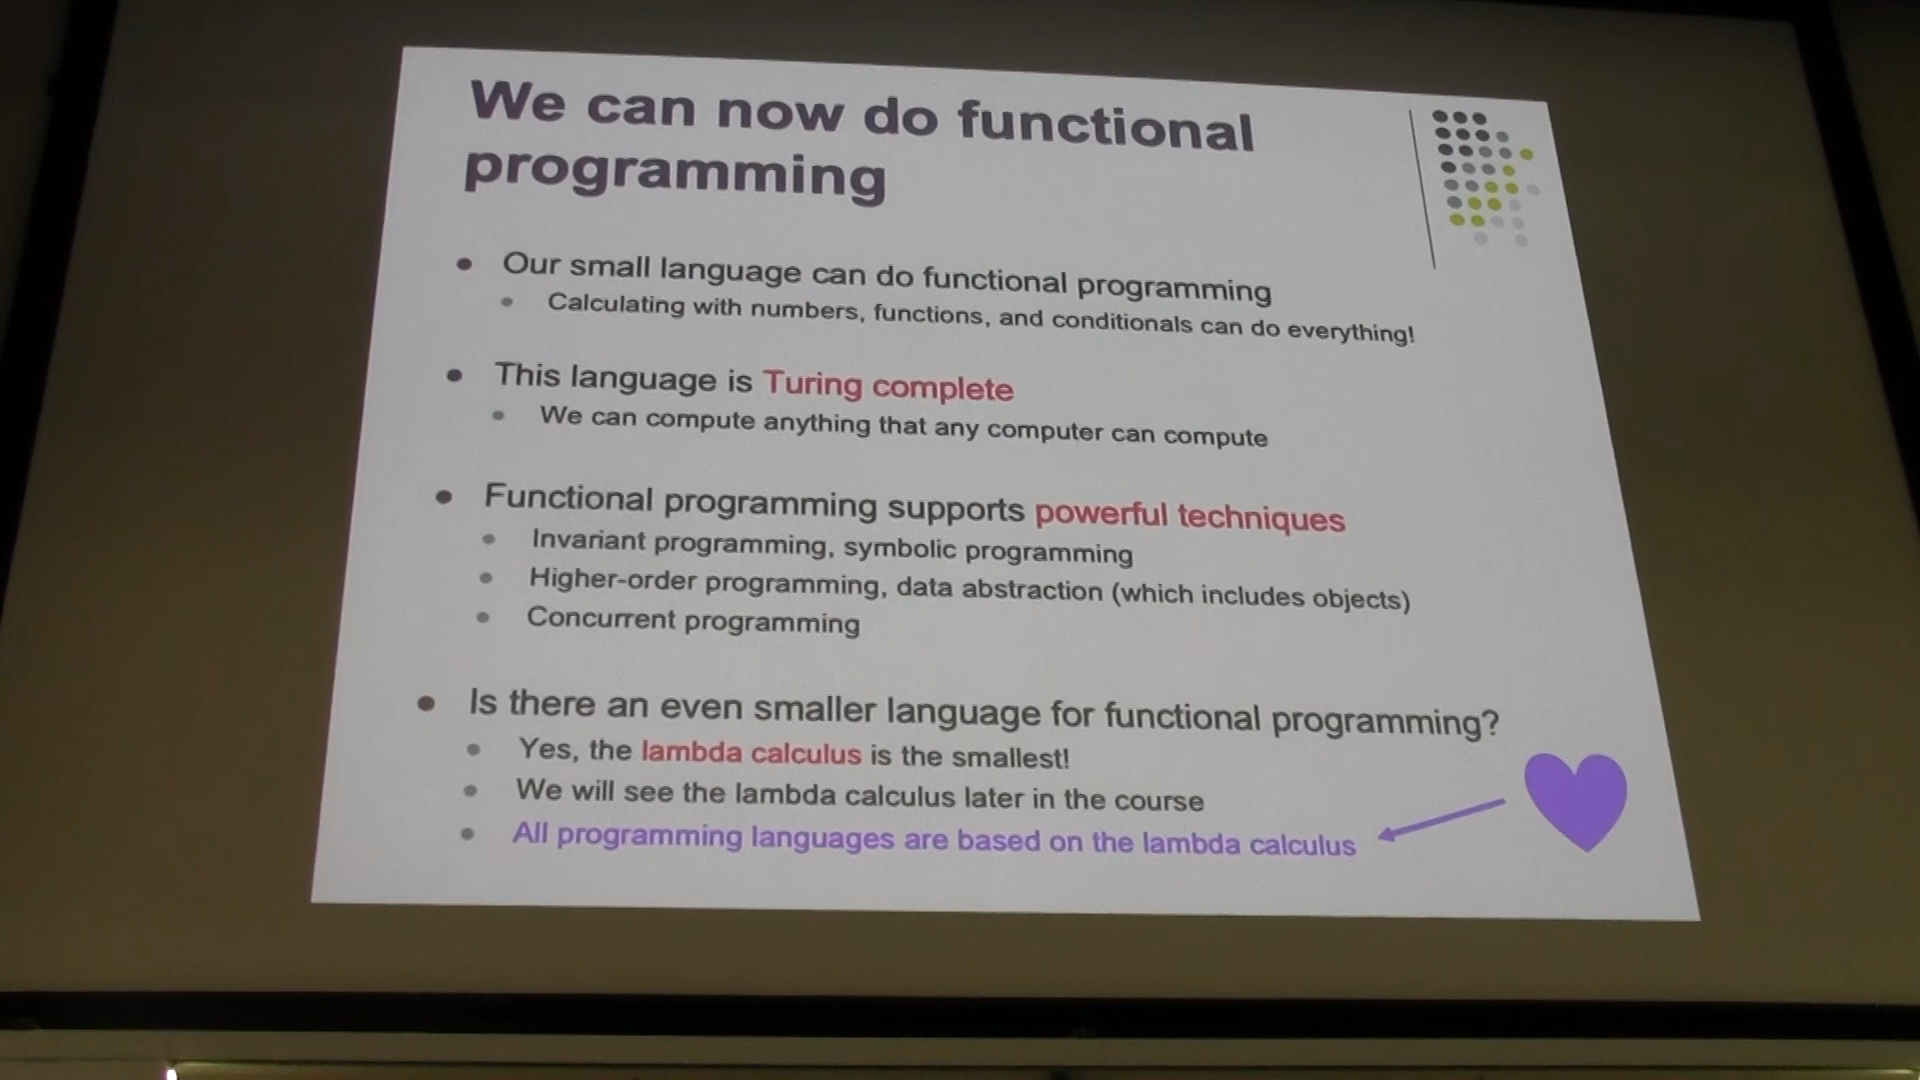 We can now do functional
programming
Our small language can do functional programming
Calculating with numbers, functions, and conditionals can do everything!
This language is Turing complete
We can compute anything that any computer can compute
Functional programming supports powerful techniques
Invariant programming, symbolic programming
Higher-order programming, data abstraction (which includes objects)
Concurrent programming
Is there an even smaller language for functional programming?
Yes, the lambda calculus is the smallest!
We will see the lambda calculus later in the course
All programming languages are based on the lambda calculus